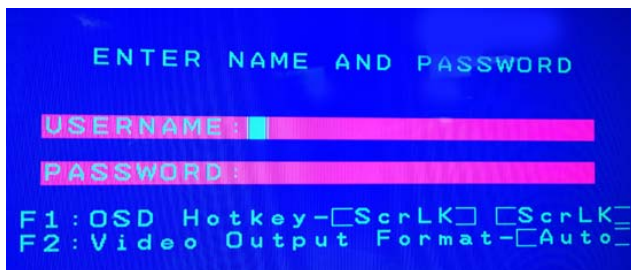 ENTER NAME AND PASSWORD
USERNAME:
PASSWORD:
F1:OSD Hotkey-[ScrLK] [ScrLK]
F2:Video Output Format-[Auto